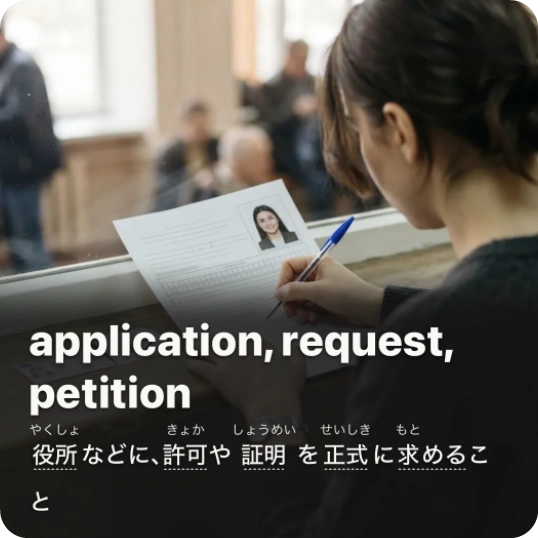 application, request,
petition
やくしょ きょか しょうめい せいしき もと
役所などに、許可や 証明 を 正式 に求めるこ
と